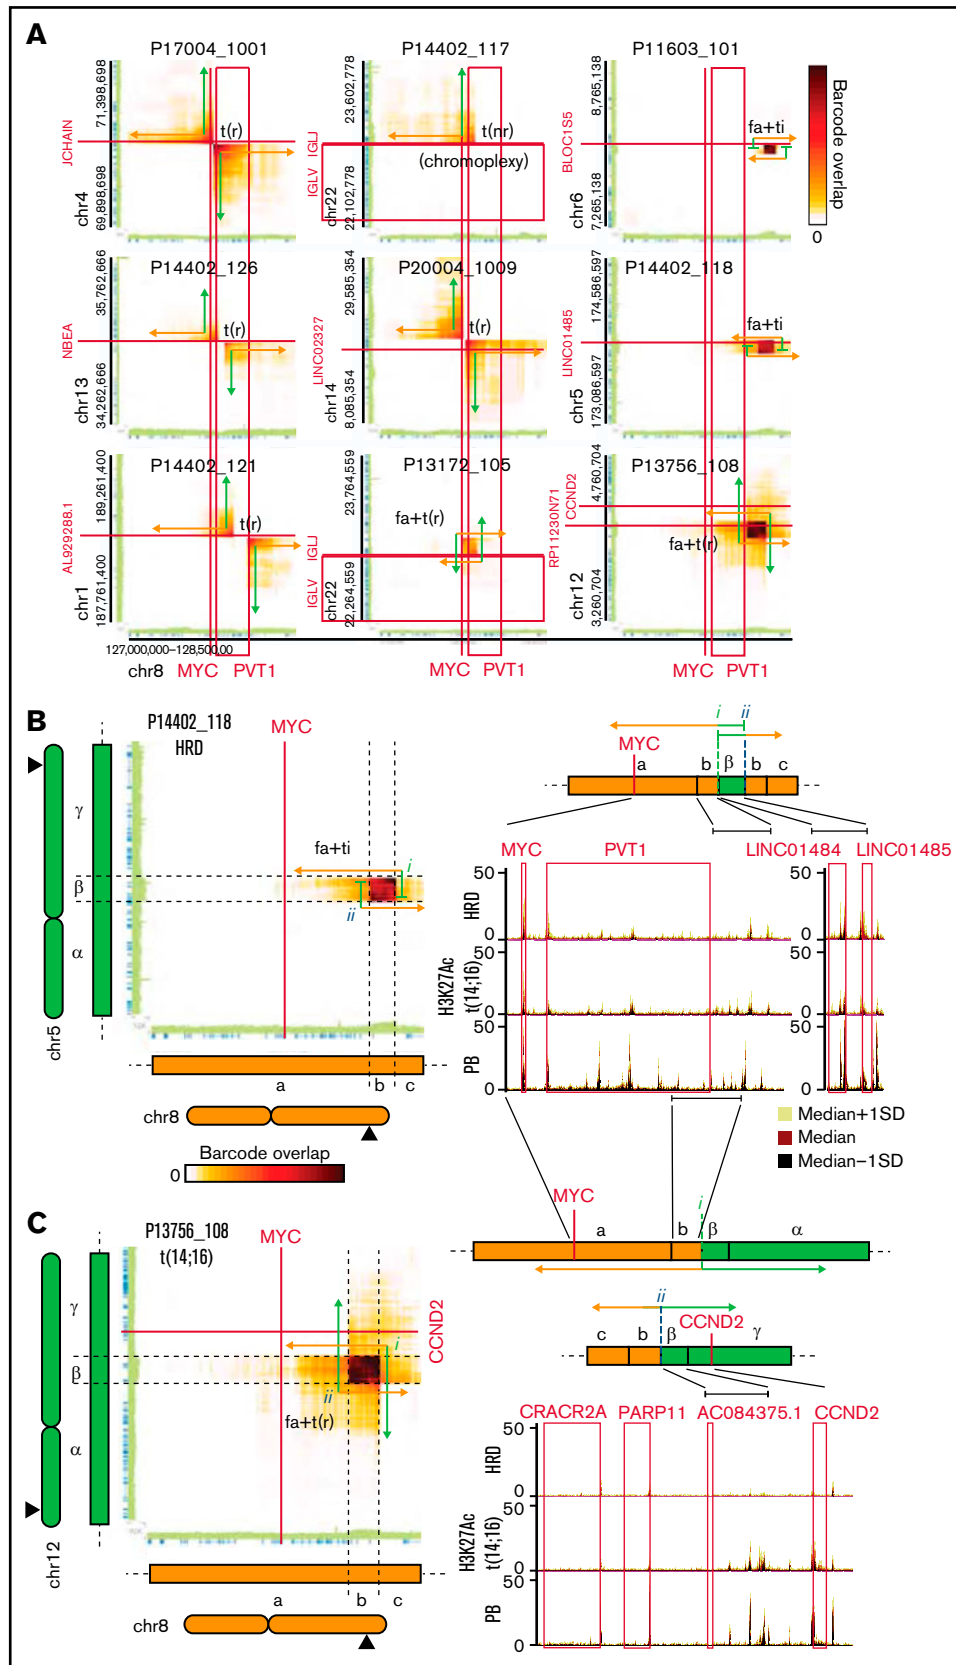 A
P17004_1001
P14402_117
P11603_101
71,398,698
JCHAIN
chr4
69,898,698
t(r)
23,602,778
IGLJ
IGLV
chr22
22,102,778
t(nr)
(chromoplexy)
8,765,138
BLOC1S5
chr6
7,265,138
fa+ti
Barcode overlap
0
P14402_126
P20004_1009
P14402_118
35,762,666
NBEA
chr13
34,262,666
t(r)
29,585,354
LINC02327
chr14
8,085,354
t(r)
174,586,597
LINC01485
chr5
173,086,597
fa+ti
P14402_121
P13172_105
P13756_108
189,261,400
AL929288.1
chr1
187,761,400
t(r)
23,764,559
IGLJ
IGLV
chr22
22,264,559
fa+t(r)
4,760,704
CCND2
RP11230N71
chr12
3,260,704
fa+t(r)
127,000,000–128,500,00
chr8
MYC PVT1
MYC PVT1
MYC PVT1
B
P14402_118
HRD
MYC
γ
β
α
chr5
fa+ti
i
ii
a b c
chr8
Barcode overlap
0
i ii
MYC
a b β b c
MYC PVT1 LINC01484 LINC01485
50
0
HRD
50
0
H3K27Ac
t(14;16)
50
0
PB
50
0
50
0
50
0
Median+1SD
Median
Median−1SD
C
P13756_108
t(14;16)
MYC
CCND2
γ
β
α
chr12
i
ii
fa+t(r)
a b c
chr8
MYC
i
a b β α
ii
CCND2
c b β γ
CRACR2A PARP11 AC084375.1 CCND2
50
0
HRD
50
0
H3K27Ac
t(14;16)
50
0
PB